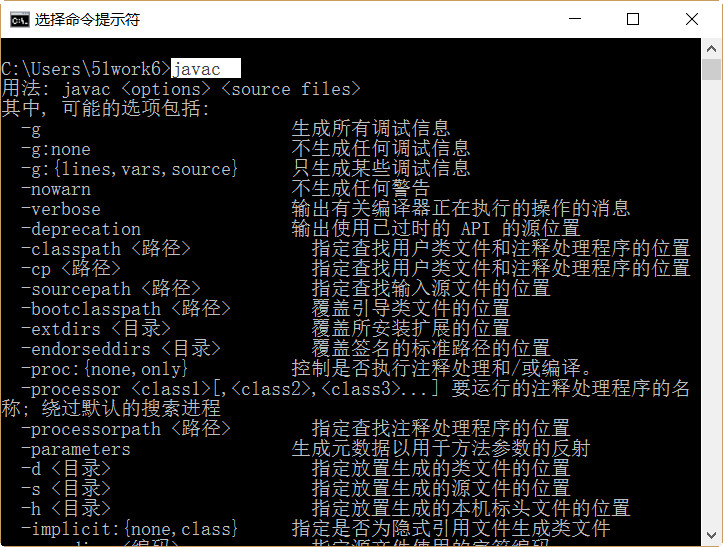 选择命令提示符
C:\Users\51work6>javac
用法: javac <options> <source files>
其中, 可能的选项包括:
-g 生成所有调试信息
-g:none 不生成任何调试信息
-g:{lines,vars,source} 只生成某些调试信息
-nowarn 不生成任何警告
-verbose 输出有关编译器正在执行的操作的消息
-deprecation 输出使用已过时的 API 的源位置
-classpath <路径> 指定查找用户类文件和注释处理程序的位置
-cp <路径> 指定查找用户类文件和注释处理程序的位置
-sourcepath <路径> 指定查找输入源文件的位置
-bootclasspath <路径> 覆盖引导类文件的位置
-extdirs <目录> 覆盖所安装扩展的位置
-endorseddirs <目录> 覆盖签名的标准路径的位置
-proc:{none,only} 控制是否执行注释处理和/或编译。
-processor <class1>[,<class2>,<class3>...] 要运行的注释处理程序的名
称; 绕过默认的搜索进程
-processorpath <路径> 指定查找注释处理程序的位置
-parameters 生成元数据以用于方法参数的反射
-d <目录> 指定放置生成的类文件的位置
-s <目录> 指定放置生成的源文件的位置
-h <目录> 指定放置生成的本机标头文件的位置
-implicit:{none,class} 指定是否为隐式引用文件生成类文件